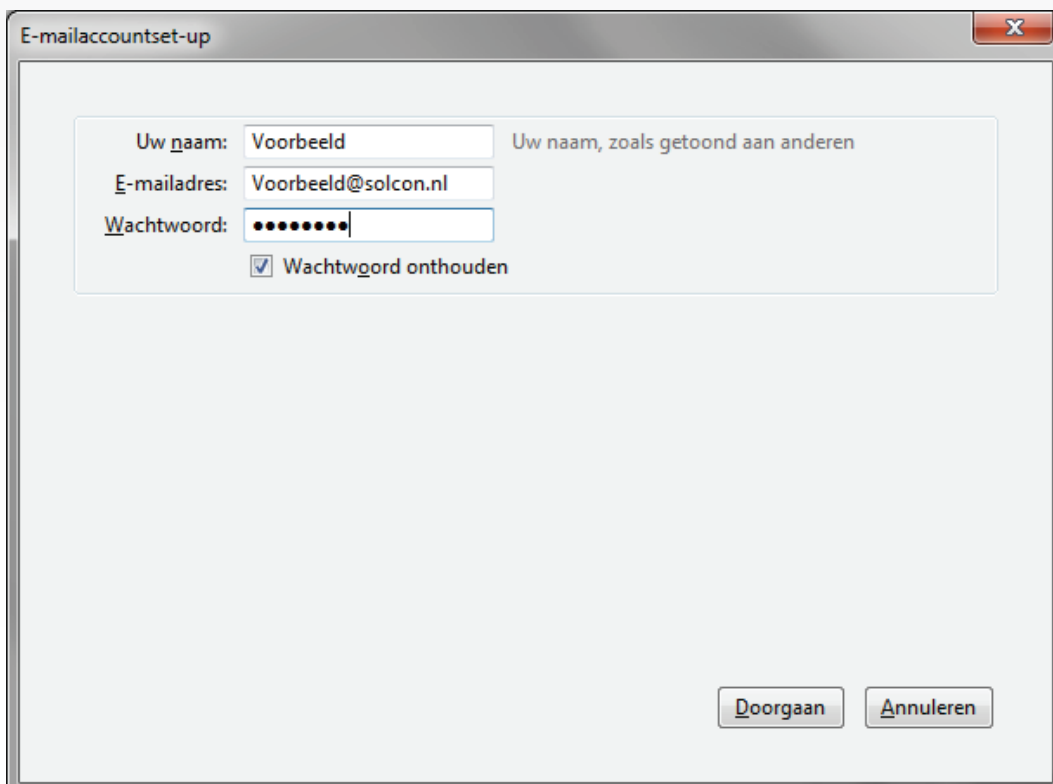 E-mailaccountset-up
Uw naam: Voorbeeld Uw naam, zoals getoond aan anderen
E-mailadres: Voorbeeld@solcon.nl
Wachtwoord: ●●●●●●●●
Wachtwoord onthouden
Doorgaan Annuleren